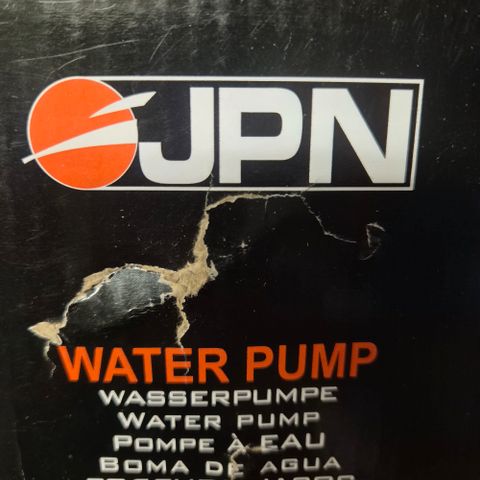 JPN
WATER PUMP
WASSERPUMPE
WATER PUMP
POMPE À EAU
BOMA DE AGUA